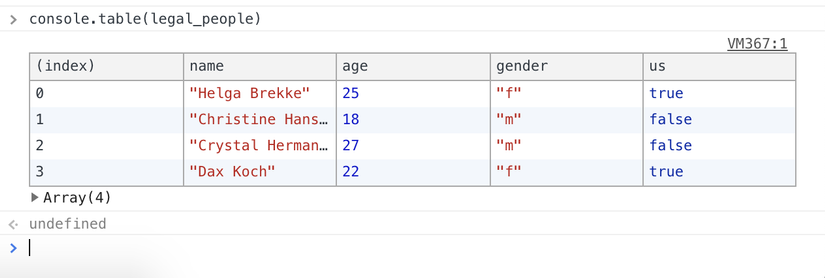 console.table(legal_people)
VM367:1
(index) name age gender us
0 "Helga Brekke" 25 "f" true
1 "Christine Hans… 18 "m" false
2 "Crystal Herman… 27 "m" false
3 "Dax Koch" 22 "f" true
Array(4)
undefined